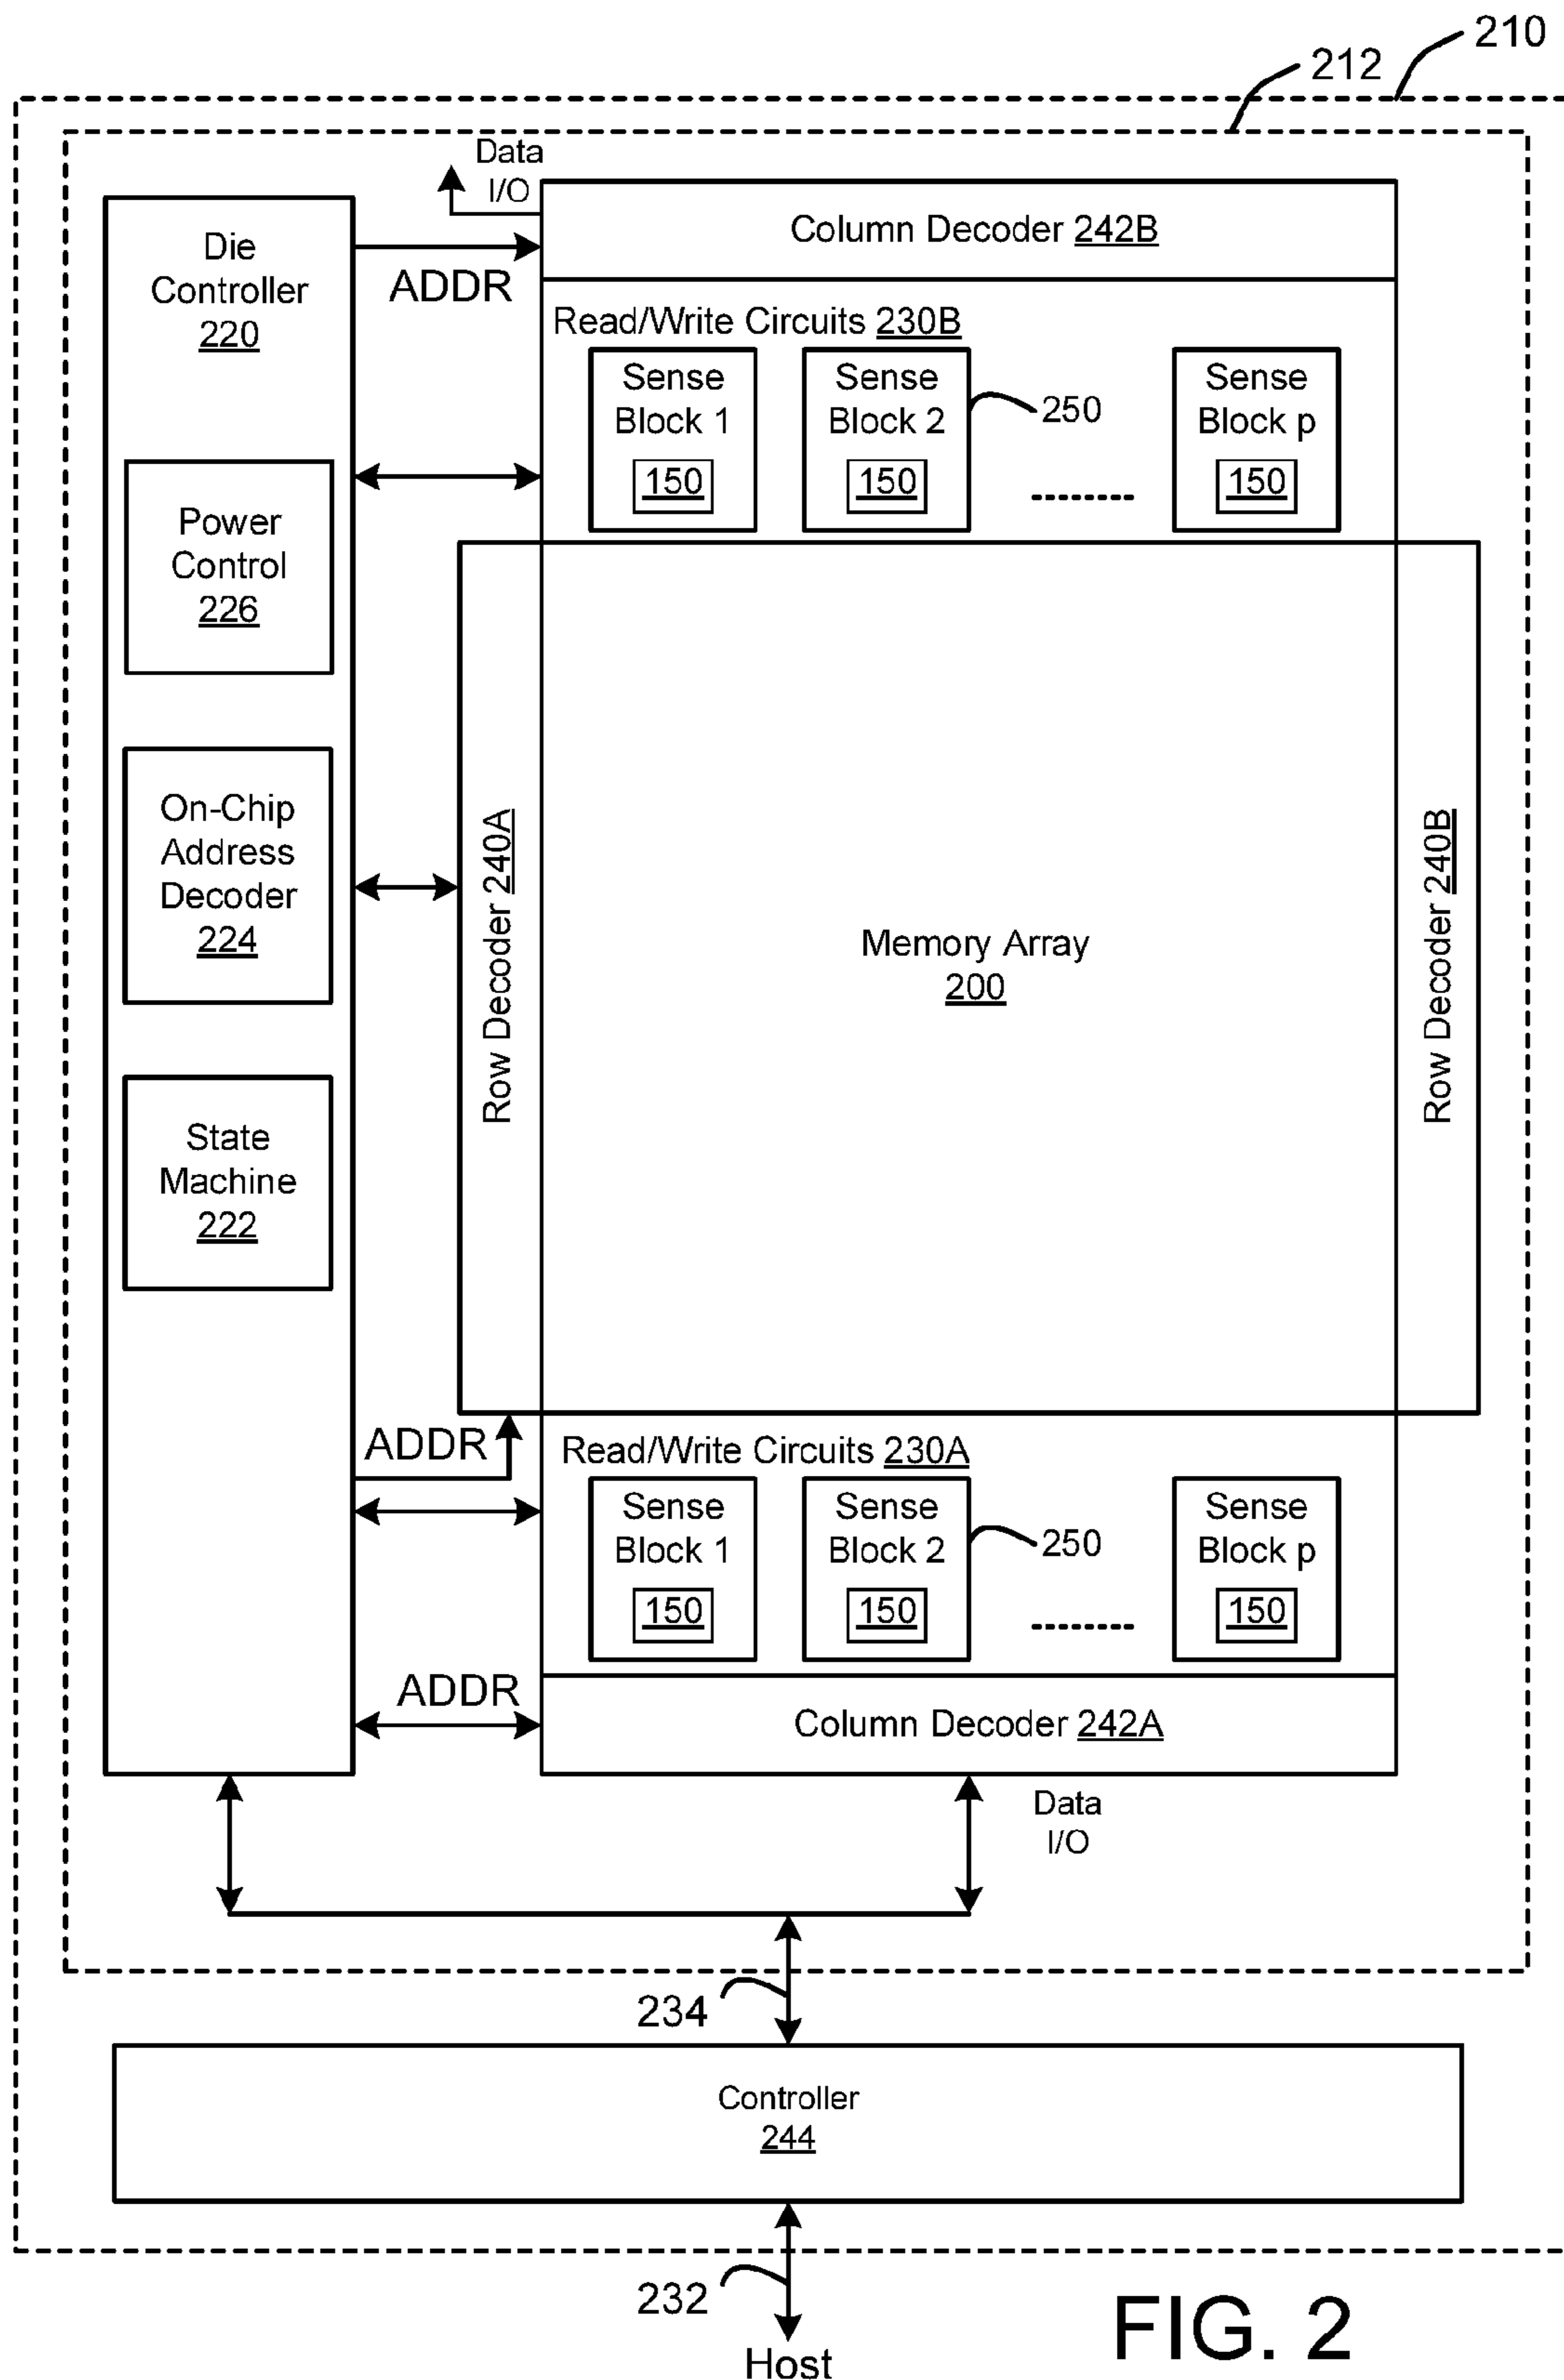 210
212
Data
I/O
Column Decoder 242B
Die
Controller
220
ADDR
Read/Write Circuits 230B
Sense
Block 1
150
Sense
Block 2
150
250
Sense
Block p
150
Power
Control
226
On-Chip
Address
Decoder
224
Row Decoder 240A
Memory Array
200
Row Decoder 240B
State
Machine
222
ADDR
Read/Write Circuits 230A
Sense
Block 1
150
Sense
Block 2
150
250
Sense
Block p
150
ADDR
Column Decoder 242A
Data
I/O
234
Controller
244
232
Host
FIG. 2